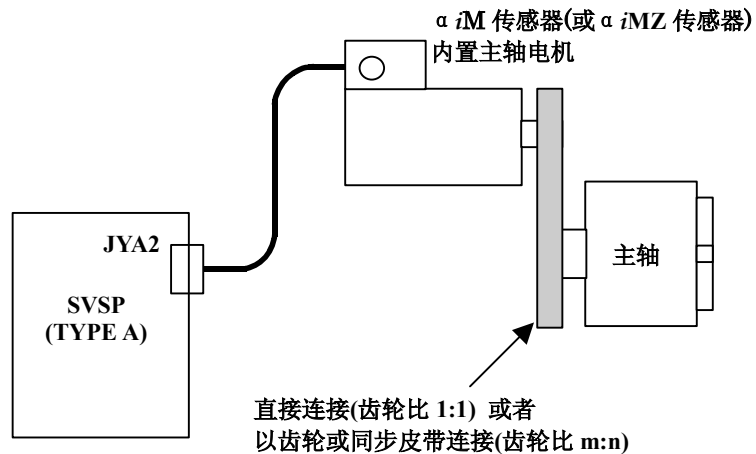 α iM 传感器(或 α iMZ 传感器)
内置主轴电机
JYA2
SVSP
(TYPE A)
主轴
直接连接(齿轮比 1:1) 或者
以齿轮或同步皮带连接(齿轮比 m:n)